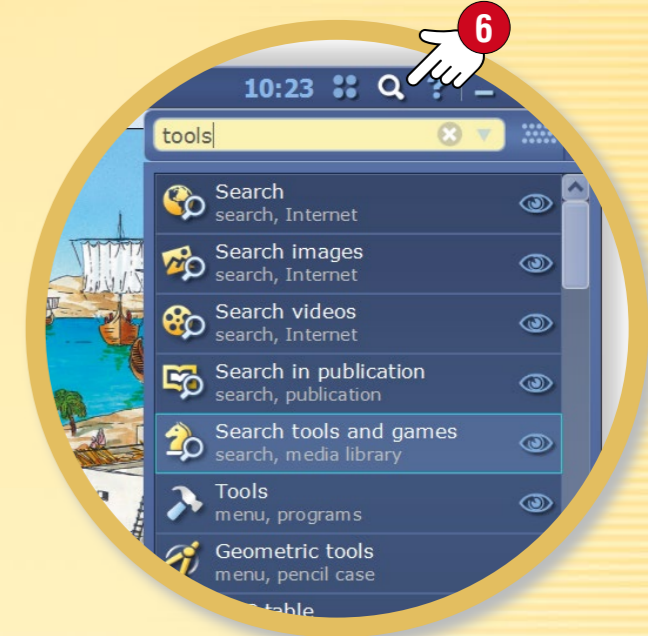 6
10:23 ?
tools
Search
search, Internet
Search images
search, Internet
Search videos
search, Internet
Search in publication
search, publication
Search tools and games
search, media library
Tools
menu, programs
Geometric tools
menu, pencil case
table